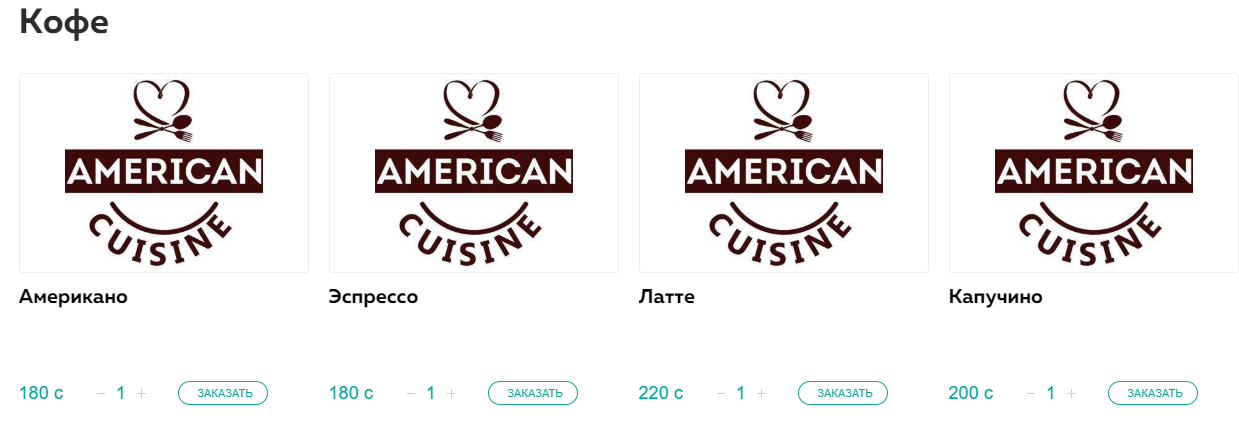 Кофе
AMERICAN
CUISINE
AMERICAN
CUISINE
AMERICAN
CUISINE
AMERICAN
CUISINE
Американо
Эспрессо
Латте
Капучино
180 с − 1 + ЗАКАЗАТЬ
180 с − 1 + ЗАКАЗАТЬ
220 с − 1 + ЗАКАЗАТЬ
200 с − 1 + ЗАКАЗАТЬ